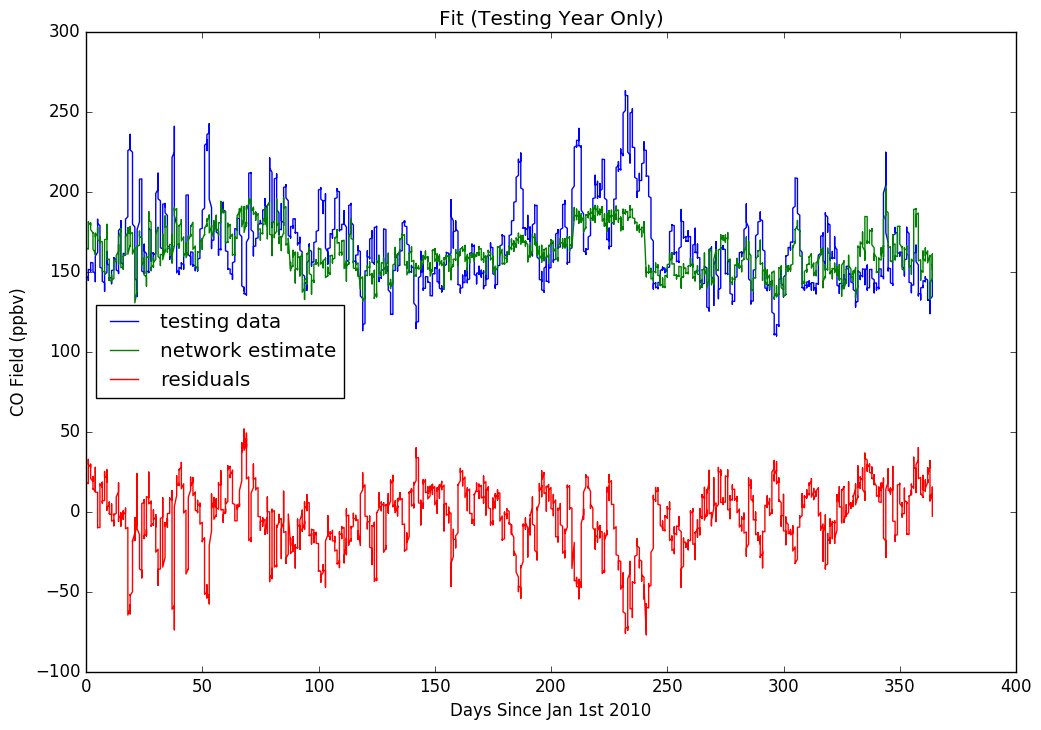 Fit (Testing Year Only)
300
250
200
150
100
50
0
−50
−100
CO Field (ppbv)
testing data
network estimate
residuals
0 50 100 150 200 250 300 350 400
Days Since Jan 1st 2010